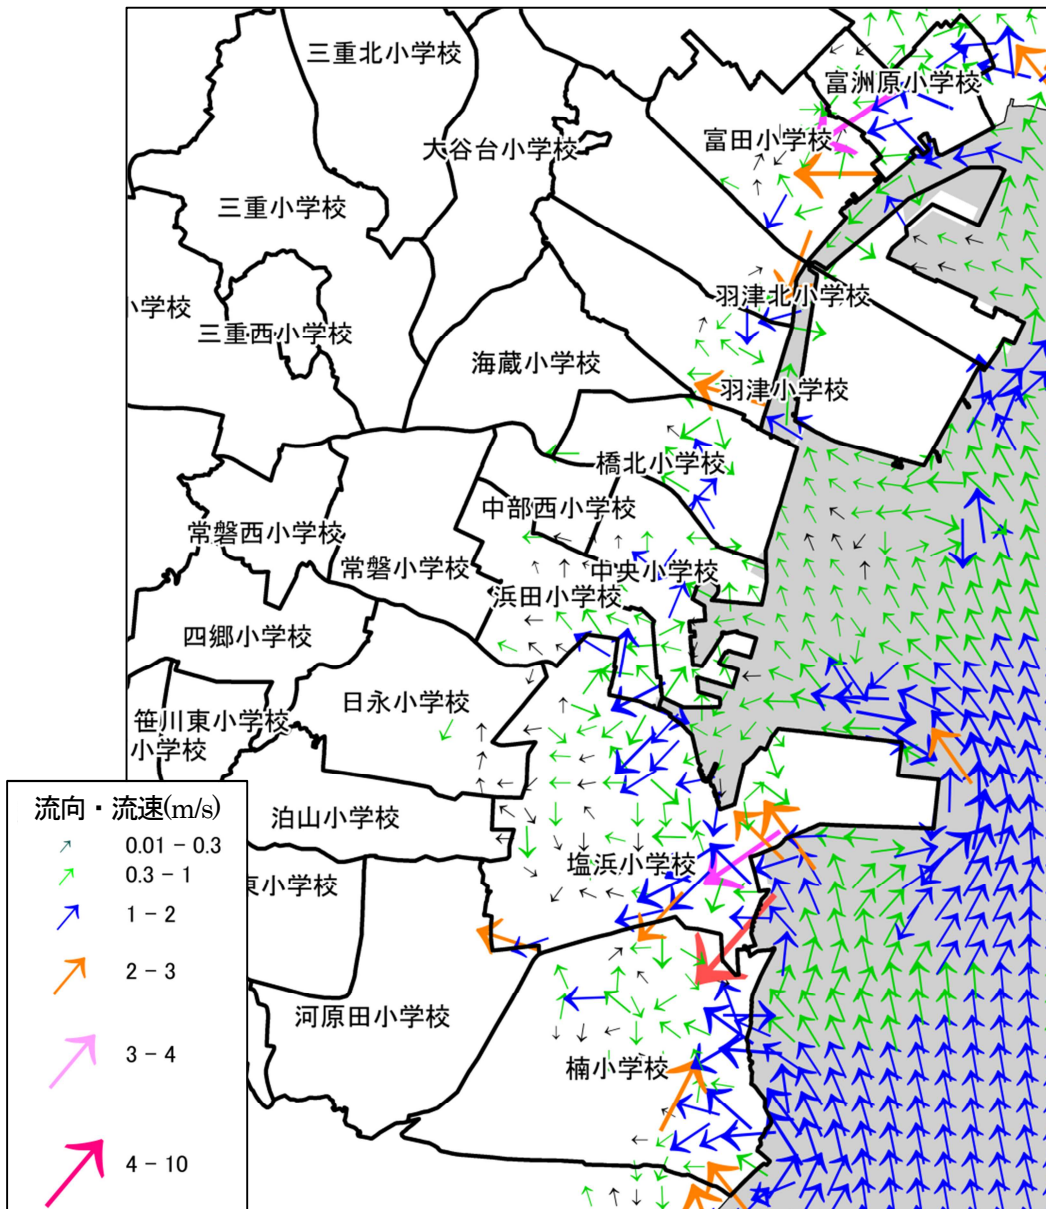 三重北小学校
富洲原小学校
富田小学校
大谷台小学校
三重小学校
羽津北小学校
小学校
三重西小学校
海蔵小学校
羽津小学校
橋北小学校
中部西小学校
常磐西小学校
常磐小学校
中央小学校
浜田小学校
四郷小学校
日永小学校
笹川東小学校
小学校
流向・流速(m/s)
0.01 - 0.3
0.3 - 1
1 - 2
2 - 3
3 - 4
4 - 10
泊山小学校
塩浜小学校
東小学校
河原田小学校
楠小学校